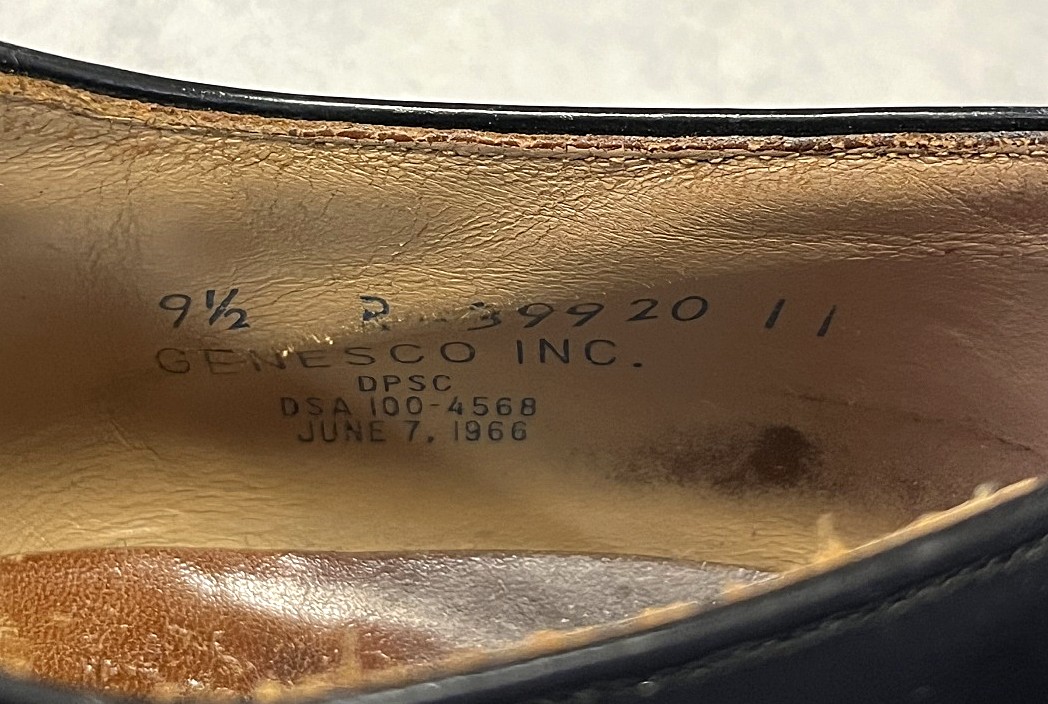 9½ R -39920 11
GENESCO INC.
DPSC
DSA 100-4568
JUNE 7, 1966